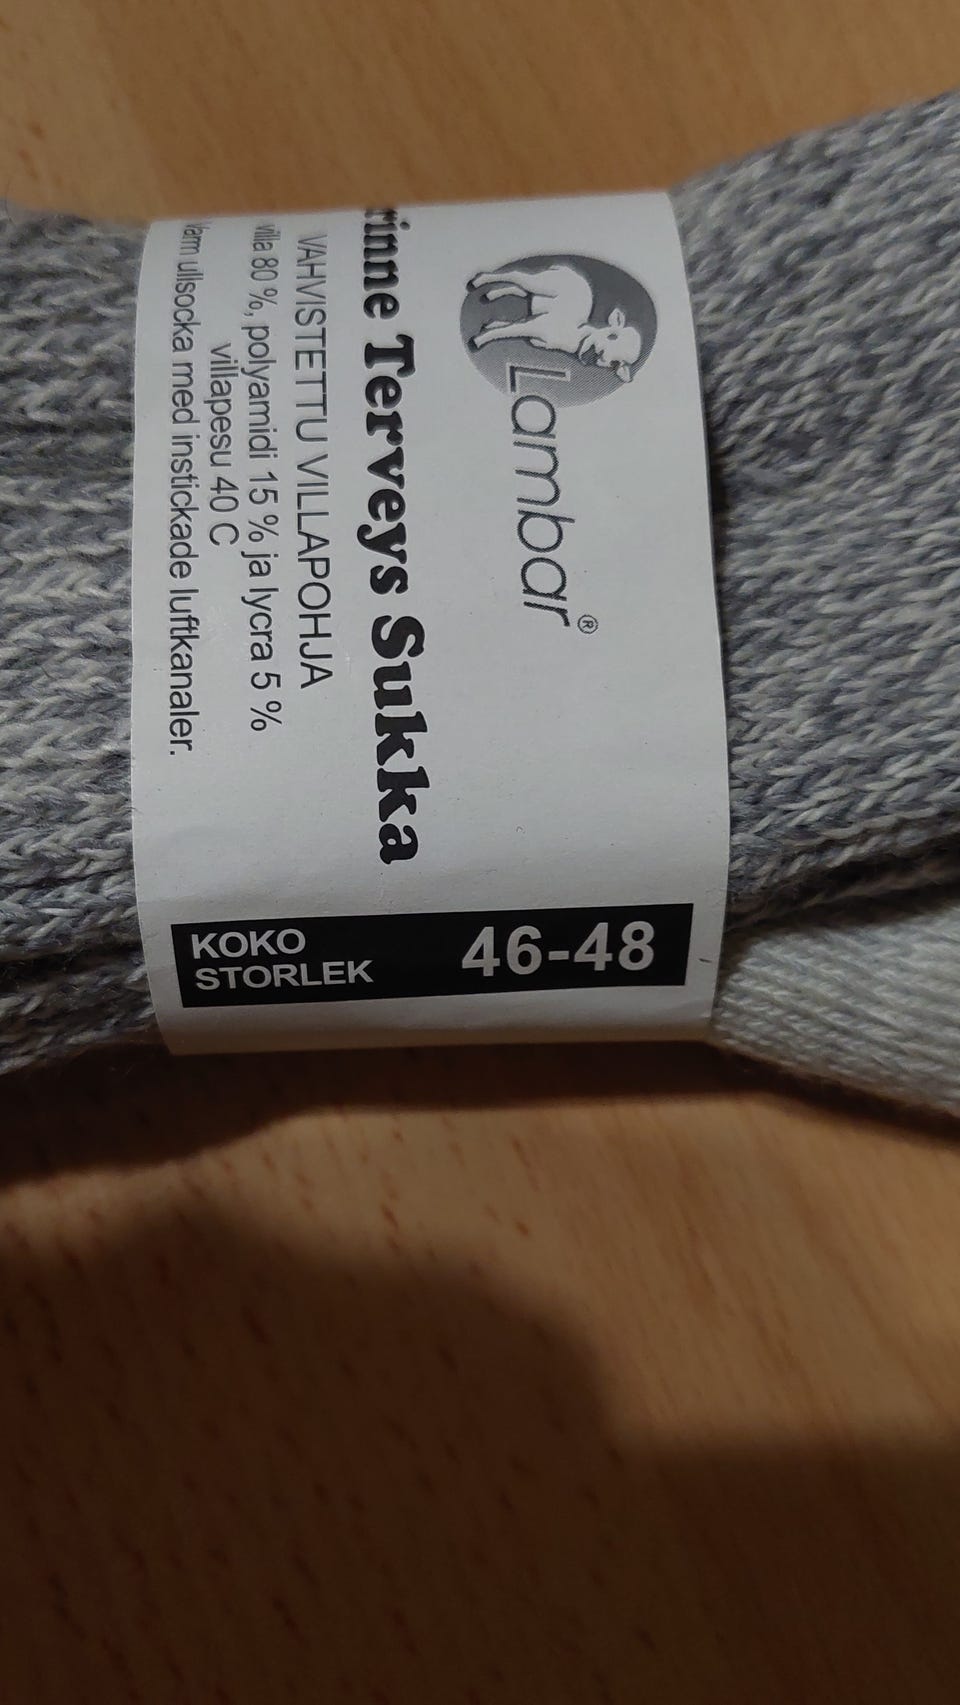 Lambar®
Terveys Sukka
VAHVISTETTU VILLAPOHJA
villa 80 %, polyamidi 15 % ja lycra 5 %
villapesu 40 C
ullsocka med instickade luftkanaler.
KOKO
STORLEK
46-48